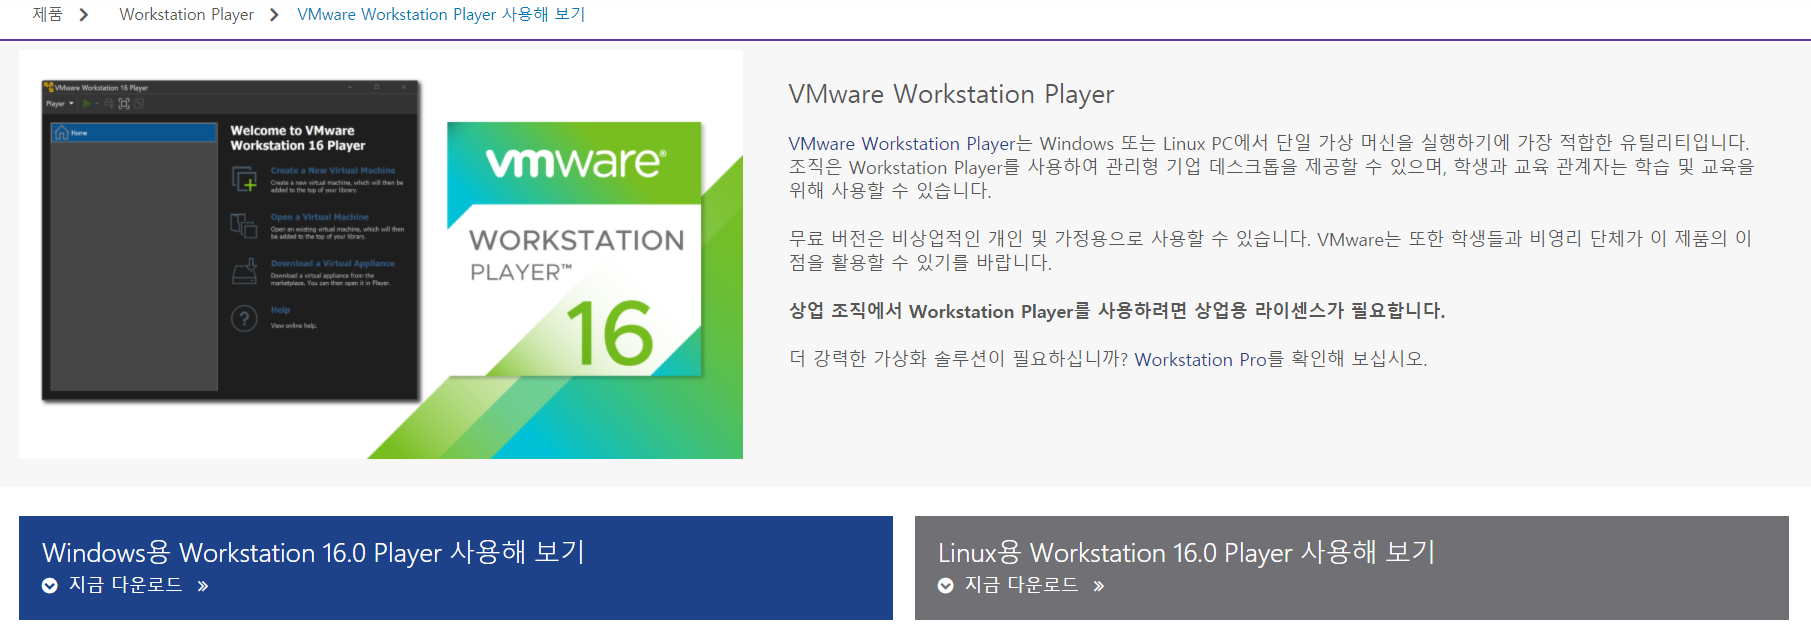 제품 > Workstation Player > VMware Workstation Player 사용해 보기
VMware Workstation 16 Player
Player
Home
Welcome to VMware
Workstation 16 Player
Create a New Virtual Machine
Create a new virtual machine, which will then be
added to the top of your library.
Open a Virtual Machine
Open an existing virtual machine, which will then
be added to the top of your library.
Download a Virtual Appliance
Download a virtual appliance from the
marketplace. You can then open it in Player.
Help
View online help.
vmware®
WORKSTATION
PLAYER™
16
VMware Workstation Player
VMware Workstation Player는 Windows 또는 Linux PC에서 단일 가상 머신을 실행하기에 가장 적합한 유틸리티입니다.
조직은 Workstation Player를 사용하여 관리형 기업 데스크톱을 제공할 수 있으며, 학생과 교육 관계자는 학습 및 교육을
위해 사용할 수 있습니다.
무료 버전은 비상업적인 개인 및 가정용으로 사용할 수 있습니다. VMware는 또한 학생들과 비영리 단체가 이 제품의 이
점을 활용할 수 있기를 바랍니다.
상업 조직에서 Workstation Player를 사용하려면 상업용 라이센스가 필요합니다.
더 강력한 가상화 솔루션이 필요하십니까? Workstation Pro를 확인해 보십시오.
Windows용 Workstation 16.0 Player 사용해 보기
지금 다운로드 »
Linux용 Workstation 16.0 Player 사용해 보기
지금 다운로드 »